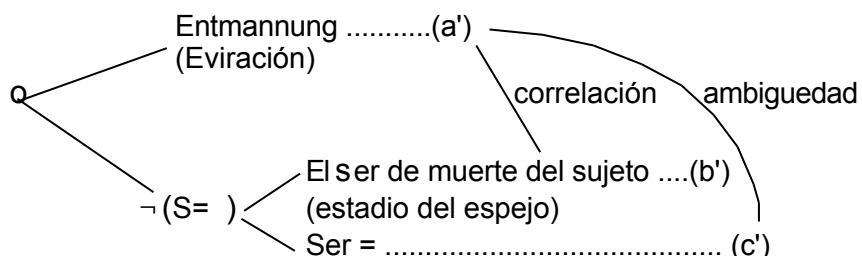 Entmannung ...........(a')
(Eviración)
o
correlación ambiguedad
El ser de muerte del sujeto ....(b')
¬ (S= )
(estadio del espejo)
Ser = .......................................... (c')